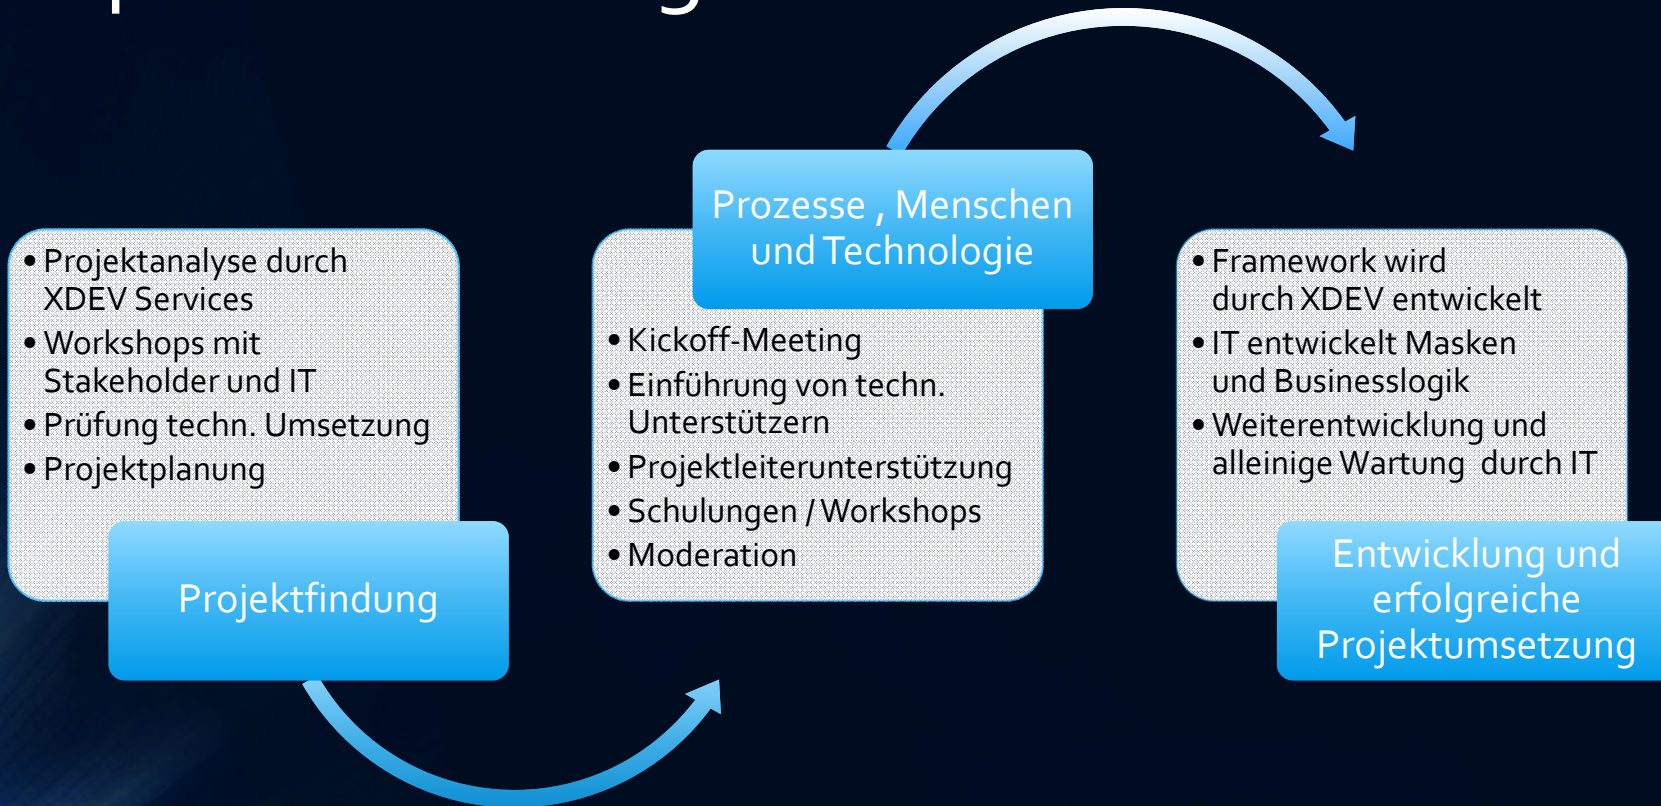 • Projektanalyse durch
XDEV Services
• Workshops mit
Stakeholder und IT
• Prüfung techn. Umsetzung
• Projektplanung
Projektfindung
Prozesse , Menschen
und Technologie
• Kickoff-Meeting
• Einführung von techn.
Unterstützern
• Projektleiterunterstützung
• Schulungen / Workshops
• Moderation
• Framework wird
durch XDEV entwickelt
• IT entwickelt Masken
und Businesslogik
• Weiterentwicklung und
alleinige Wartung  durch IT
Entwicklung und
erfolgreiche
Projektumsetzung